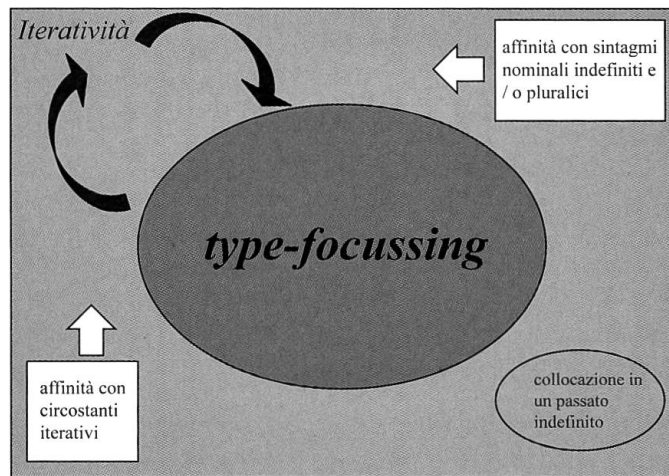 Iteratività
affinità con sintagmi
nominali indefiniti e
/ o pluralici
type-focussing
affinità con
circostanti
iterativi
collocazione in
un passato
indefinito